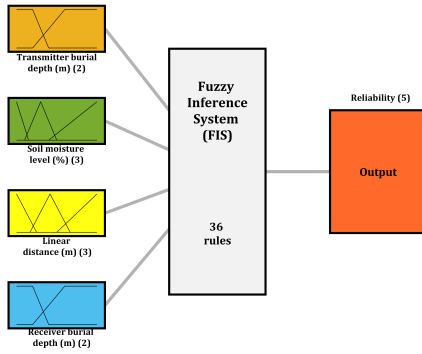 Transmitter burial
depth (m) (2)
Soil moisture
level (%) (3)
Linear
distance (m) (3)
Receiver burial
depth (m) (2)
Fuzzy
Inference
System
(FIS)
36
rules
Reliability (5)
Output